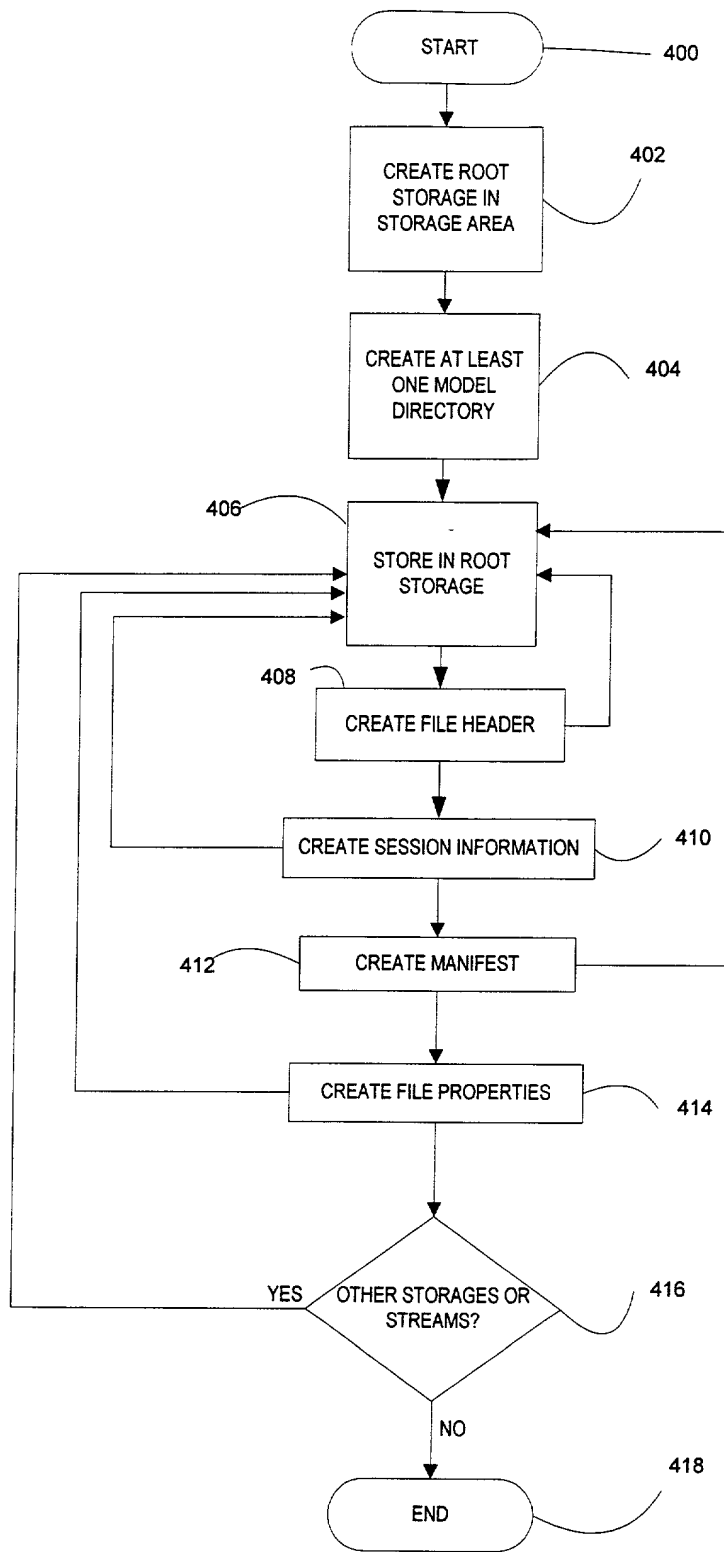 START
400
CREATE ROOT
STORAGE IN
STORAGE AREA
402
CREATE AT LEAST
ONE MODEL
DIRECTORY
404
406
STORE IN ROOT
STORAGE
408
CREATE FILE HEADER
CREATE SESSION INFORMATION
410
412
CREATE MANIFEST
CREATE FILE PROPERTIES
414
YES
OTHER STORAGES OR
STREAMS?
416
NO
END
418